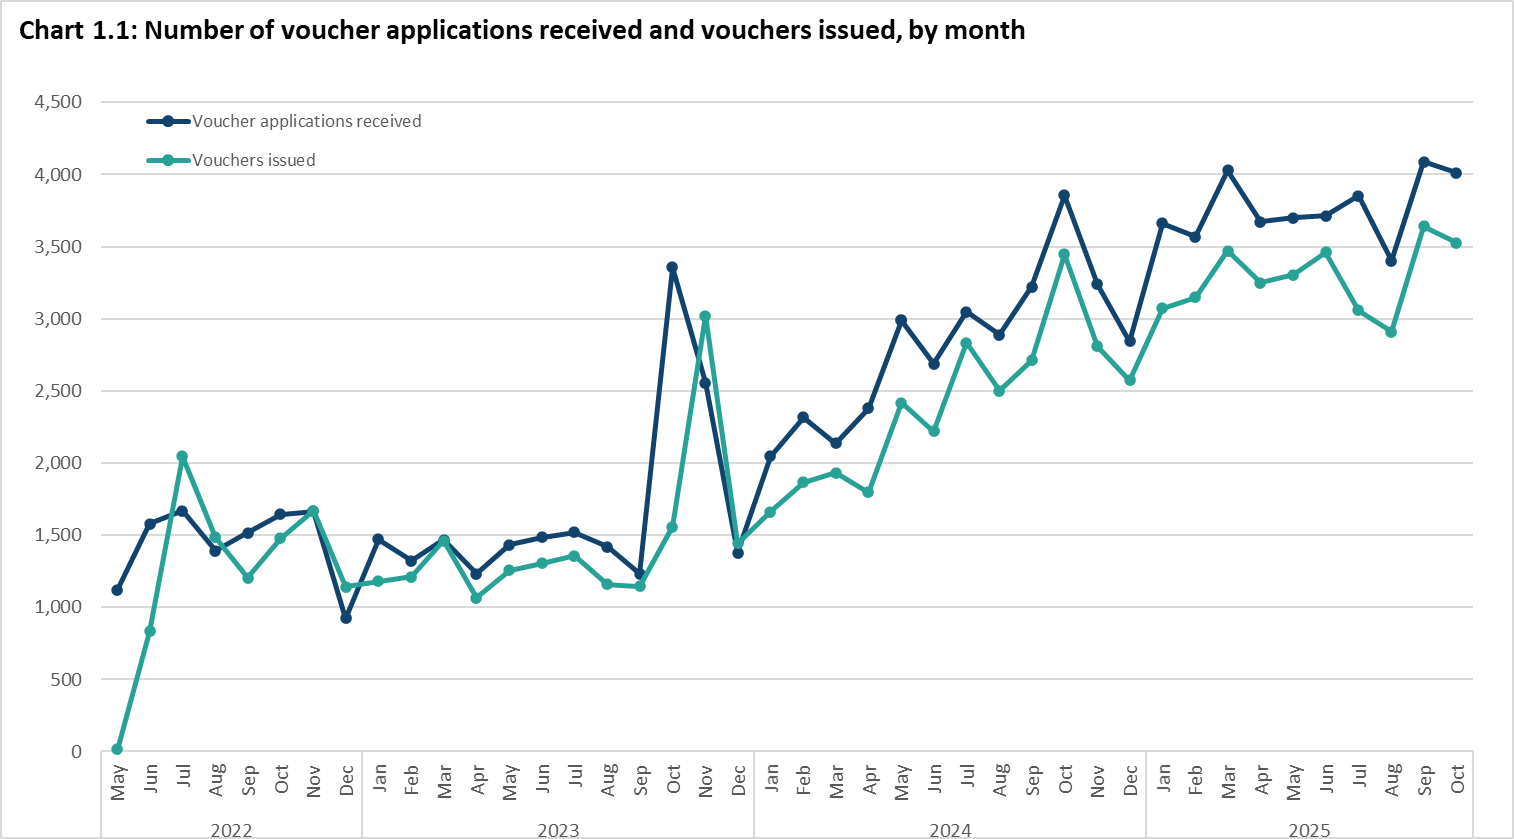 Chart 1.1: Number of voucher applications received and vouchers issued, by month
4,500
4,000
3,500
3,000
2,500
2,000
1,500
1,000
500
0
Voucher applications received
Vouchers issued
May Jun Jul Aug Sep Oct Nov Dec Jan Feb Mar Apr May Jun Jul Aug Sep Oct Nov Dec Jan Feb Mar Apr May Jun Jul Aug Sep Oct Nov Dec Jan Feb Mar Apr May Jun Jul Aug Sep Oct
2022 2023 2024 2025